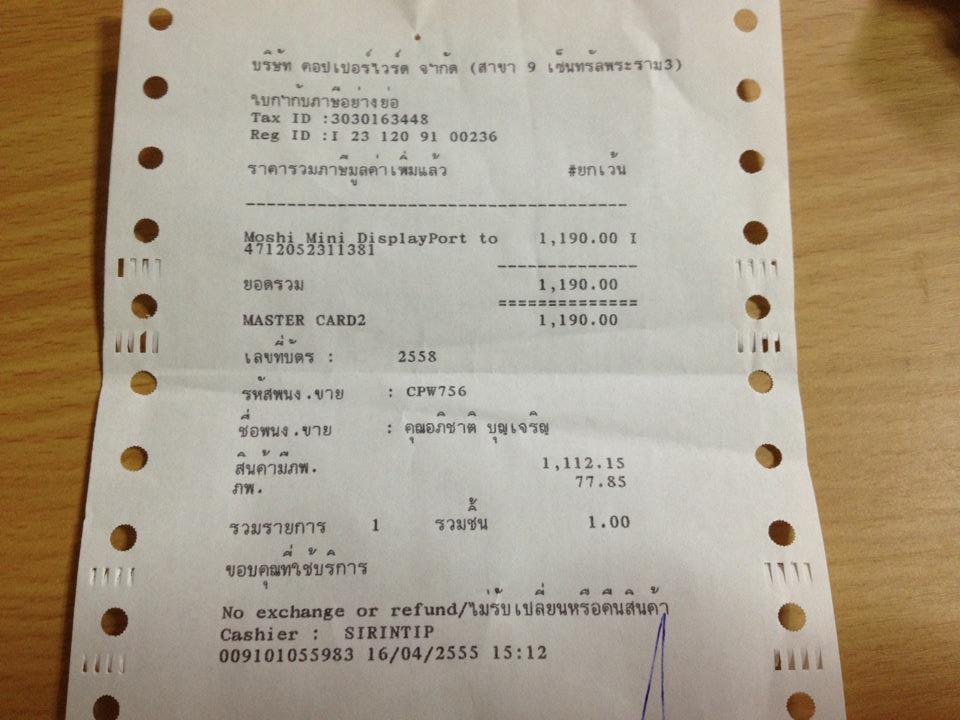 บริษัท คอปเปอร์ไวร์ด จำกัด (สาขา 9 เซ็นทรัลพระราม3)
ใบกำกับภาษีอย่างย่อ
Tax ID :3030163448
Reg ID :I 23 120 91 00236
ราคารวมภาษีมูลค่าเพิ่มแล้ว #ยกเว้น
Moshi Mini DisplayPort to 1,190.00 I
4712052311381
ยอดรวม 1,190.00
MASTER CARD2 1,190.00
เลขที่บัตร : 2558
รหัสพนง.ขาย : CPW756
ชื่อพนง.ขาย : คุณอภิชาติ บุญเจริญ
สินค้ามีภพ. 1,112.15
ภพ. 77.85
รวมรายการ 1 รวมชิ้น 1.00
ขอบคุณที่ใช้บริการ
No exchange or refund/ไม่รับเปลี่ยนหรือคืนสินค้า
Cashier : SIRINTIP
009101055983 16/04/2555 15:12